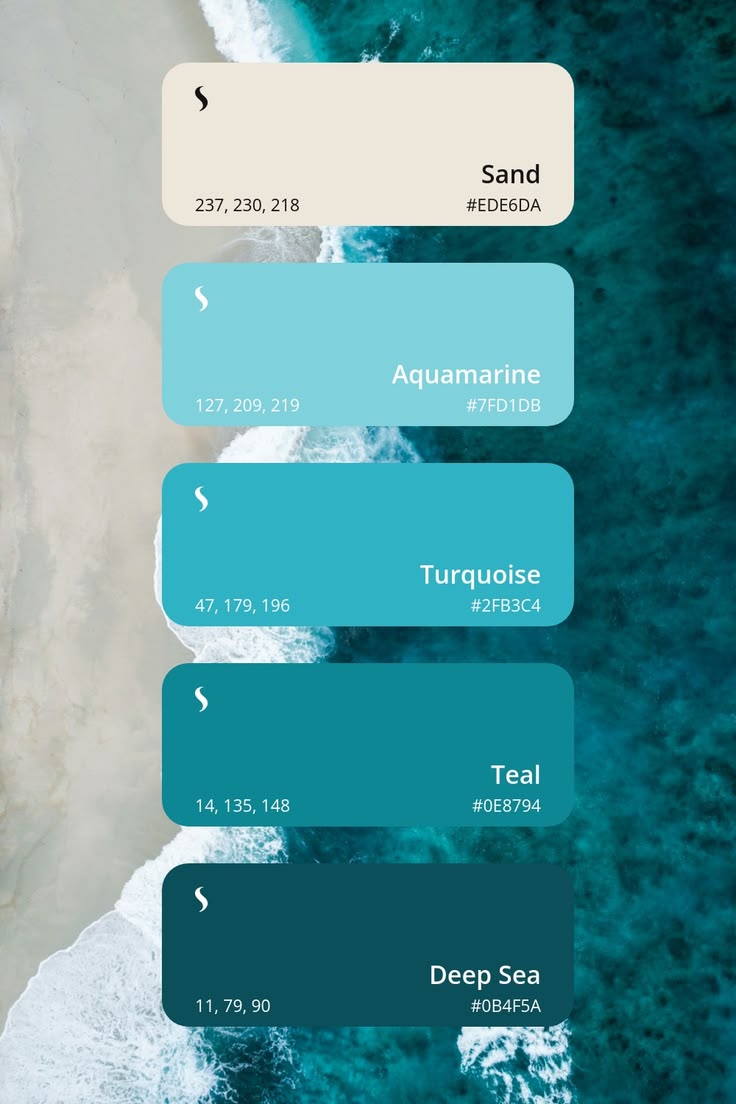 Sand
237, 230, 218 #EDE6DA
Aquamarine
127, 209, 219 #7FD1DB
Turquoise
47, 179, 196 #2FB3C4
Teal
14, 135, 148 #0E8794
Deep Sea
11, 79, 90 #0B4F5A